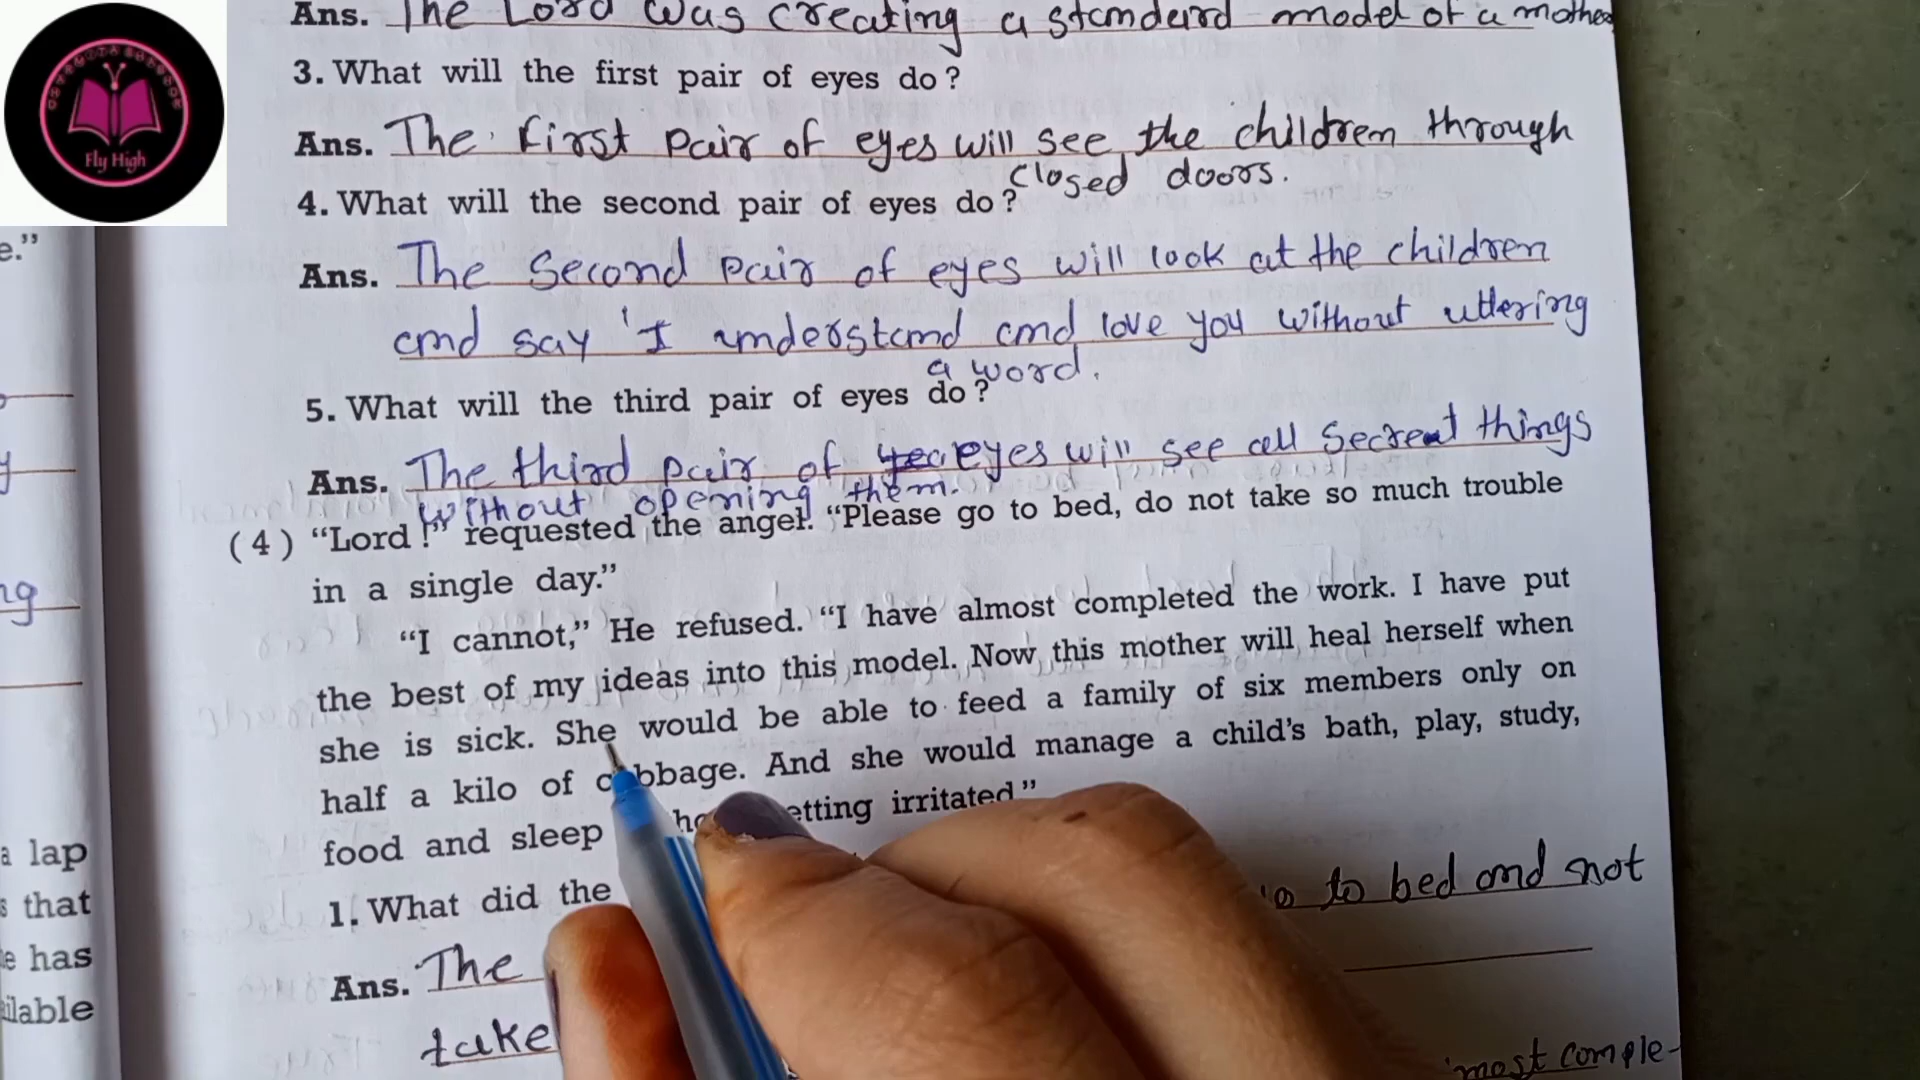 Ans. The Lord was creating a standard model of a mother
3. What will the first pair of eyes do?
Ans. The first pair of eyes will see the children through
closed doors.
4. What will the second pair of eyes do?
Ans. The second pair of eyes will look at the children
and say 'I understand and love you without uttering
a word.
5. What will the third pair of eyes do?
Ans. The third pair of eyes will see all secret things
without opening them.
(4) "Lord!" requested the angel. "Please go to bed, do not take so much trouble
in a single day."
"I cannot," He refused. "I have almost completed the work. I have put
the best of my ideas into this model. Now this mother will heal herself when
she is sick. She would be able to feed a family of six members only on
half a kilo of cabbage. And she would manage a child's bath, play, study,
food and sleep getting irritated"
1. What did the
to bed and not
Ans. The
take
most comple-
Fly High
e."
ng
a lap
s that
e has
ilable